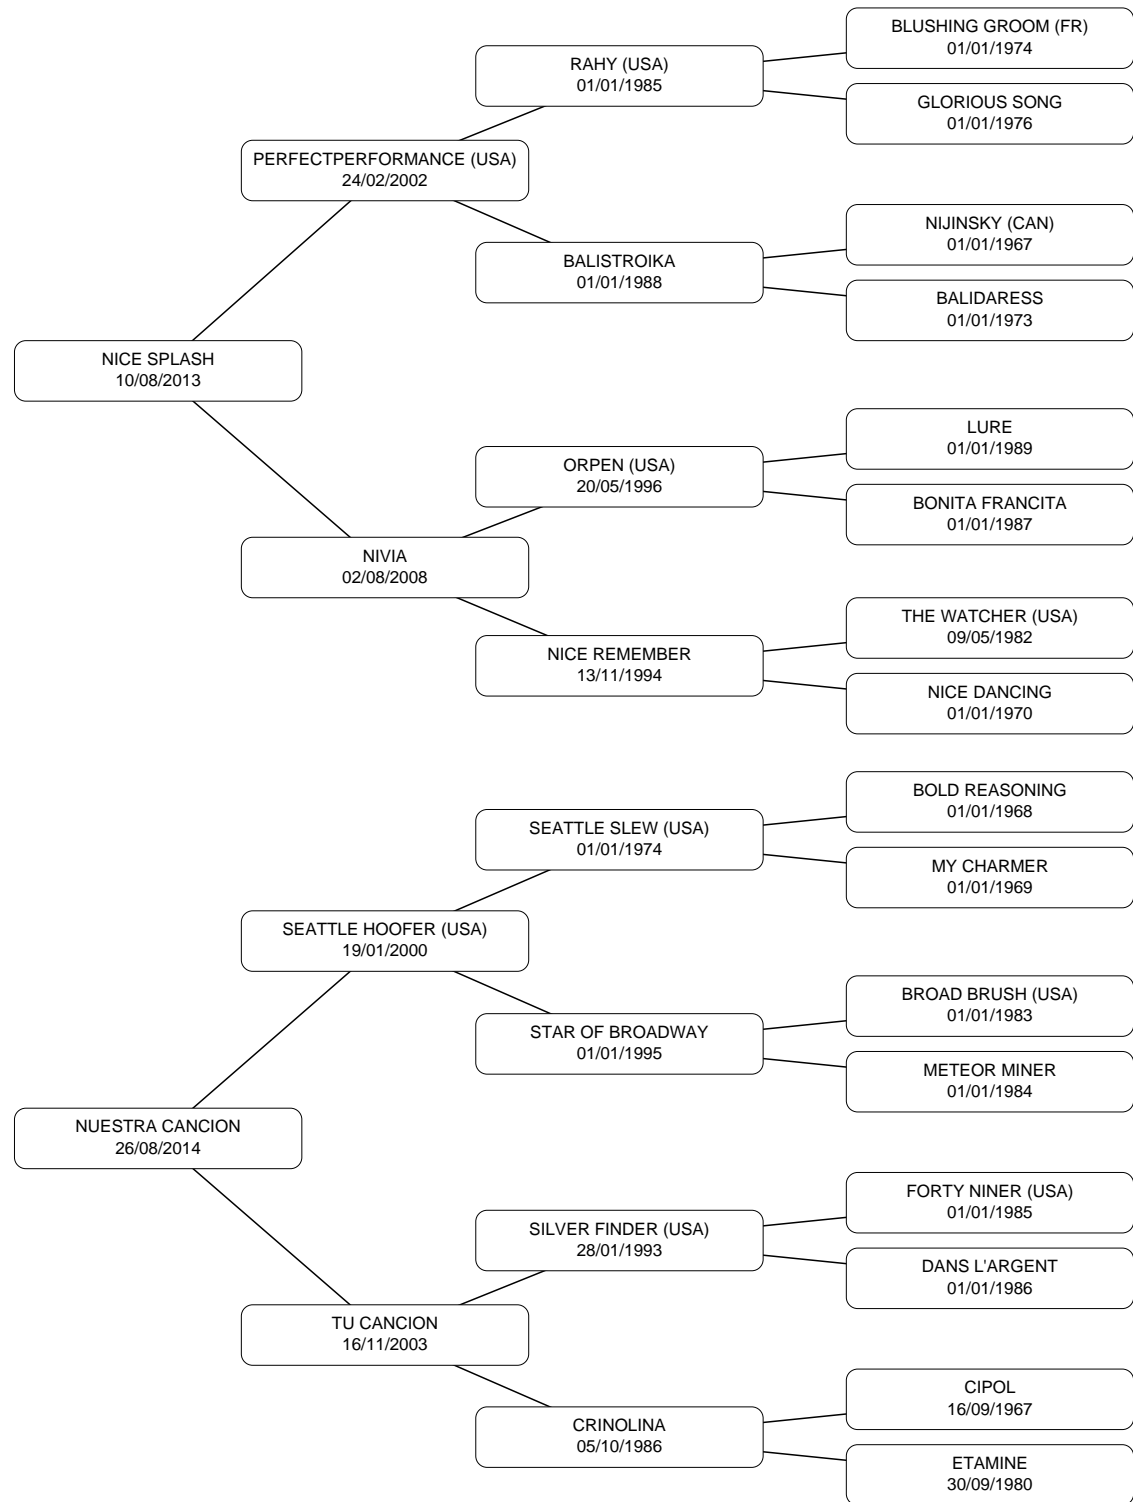 BLUSHING GROOM (FR)
01/01/1974
RAHY (USA)
01/01/1985
GLORIOUS SONG
01/01/1976
PERFECTPERFORMANCE (USA)
24/02/2002
NIJINSKY (CAN)
01/01/1967
BALISTROIKA
01/01/1988
BALIDARESS
01/01/1973
NICE SPLASH
10/08/2013
LURE
01/01/1989
ORPEN (USA)
20/05/1996
BONITA FRANCITA
01/01/1987
NIVIA
02/08/2008
THE WATCHER (USA)
09/05/1982
NICE REMEMBER
13/11/1994
NICE DANCING
01/01/1970
BOLD REASONING
01/01/1968
SEATTLE SLEW (USA)
01/01/1974
MY CHARMER
01/01/1969
SEATTLE HOOFER (USA)
19/01/2000
BROAD BRUSH (USA)
01/01/1983
STAR OF BROADWAY
01/01/1995
METEOR MINER
01/01/1984
NUESTRA CANCION
26/08/2014
FORTY NINER (USA)
01/01/1985
SILVER FINDER (USA)
28/01/1993
DANS L'ARGENT
01/01/1986
TU CANCION
16/11/2003
CIPOL
16/09/1967
CRINOLINA
05/10/1986
ETAMINE
30/09/1980